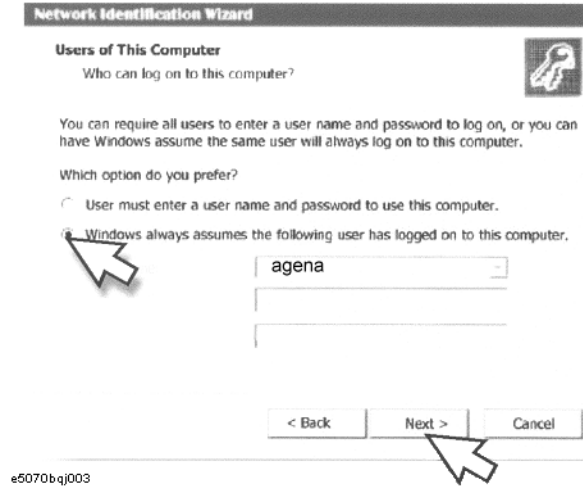 Network Identification Wizard
Users of This Computer
Who can log on to this computer?
You can require all users to enter a user name and password to log on, or you can
have Windows assume the same user will always log on to this computer.
Which option do you prefer?
User must enter a user name and password to use this computer.
Windows always assumes the following user has logged on to this computer.
agena
< Back
Next >
Cancel
e5070bqj003